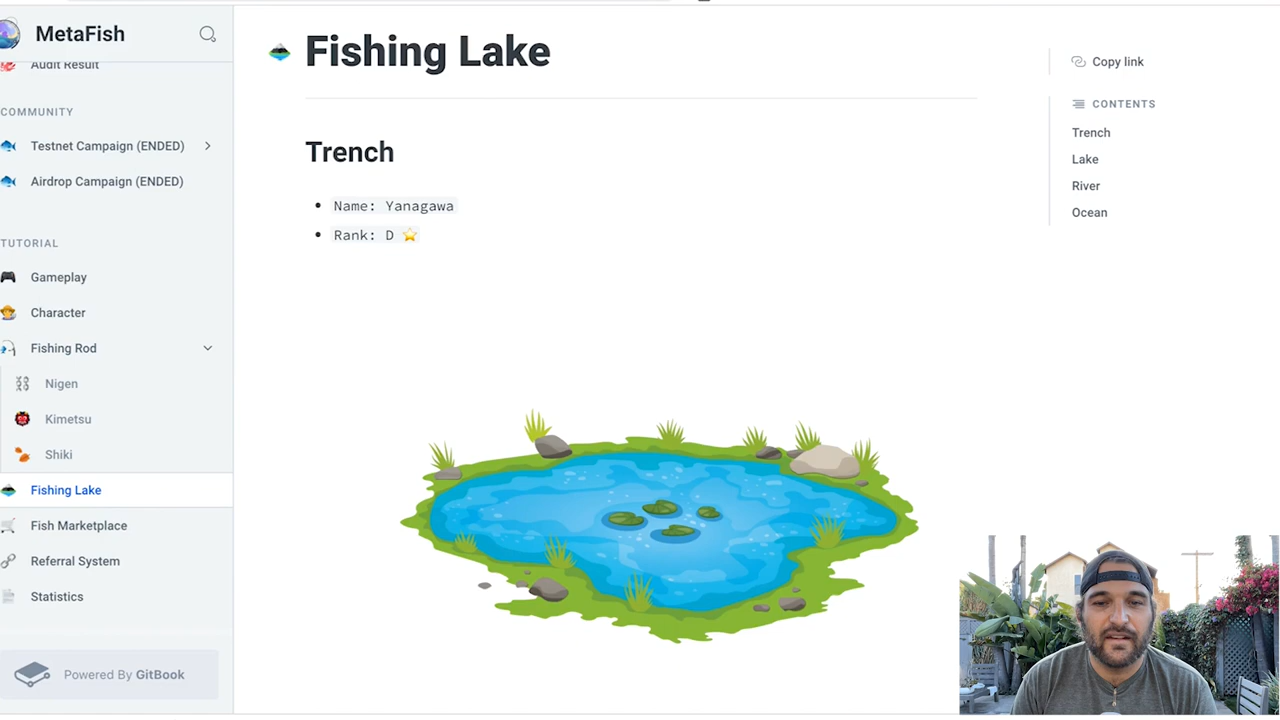 MetaFish
Audit Result
COMMUNITY
Testnet Campaign (ENDED)
Airdrop Campaign (ENDED)
TUTORIAL
Gameplay
Character
Fishing Rod
Nigen
Kimetsu
Shiki
Fishing Lake
Fish Marketplace
Referral System
Statistics
Powered By GitBook
Fishing Lake
Trench
Name: Yanagawa
Rank: D
Copy link
CONTENTS
Trench
Lake
River
Ocean